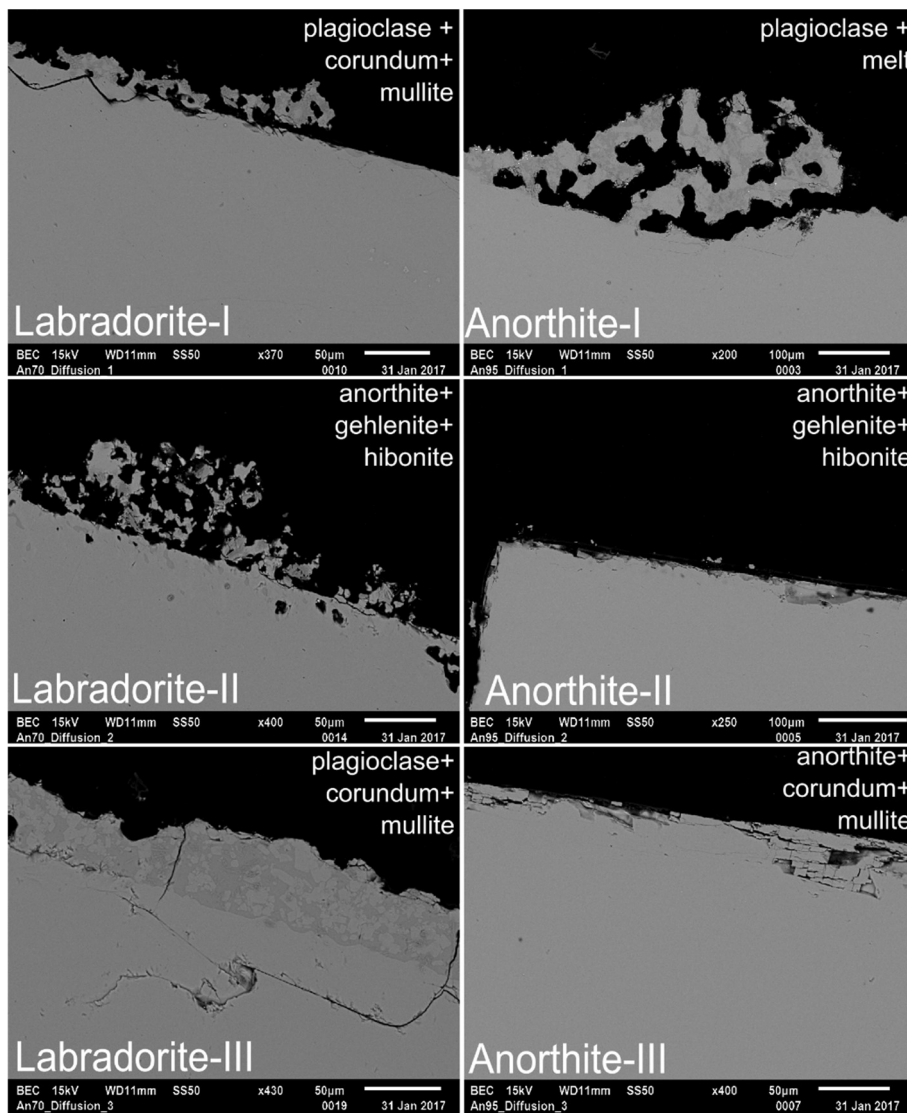 plagioclase +
corundum+
mullite
Labradorite-I
BEC 15kV WD11mm SS50 x370 50μm
An70_Diffusion_1 0010 31 Jan 2017
plagioclase +
melt
Anorthite-I
BEC 15kV WD11mm SS50 x200 100μm
An95_Diffusion_1 0003 31 Jan 2017
anorthite+
gehlenite+
hibonite
Labradorite-II
BEC 15kV WD11mm SS50 x400 50μm
An70_Diffusion_2 0014 31 Jan 2017
anorthite+
gehlenite+
hibonite
Anorthite-II
BEC 15kV WD11mm SS50 x250 100μm
An95_Diffusion_2 0005 31 Jan 2017
plagioclase+
corundum+
mullite
Labradorite-III
BEC 15kV WD11mm SS50 x430 50μm
An70_Diffusion_3 0019 31 Jan 2017
anorthite+
corundum+
mullite
Anorthite-III
BEC 15kV WD11mm SS50 x400 50μm
An95_Diffusion_3 0007 31 Jan 2017